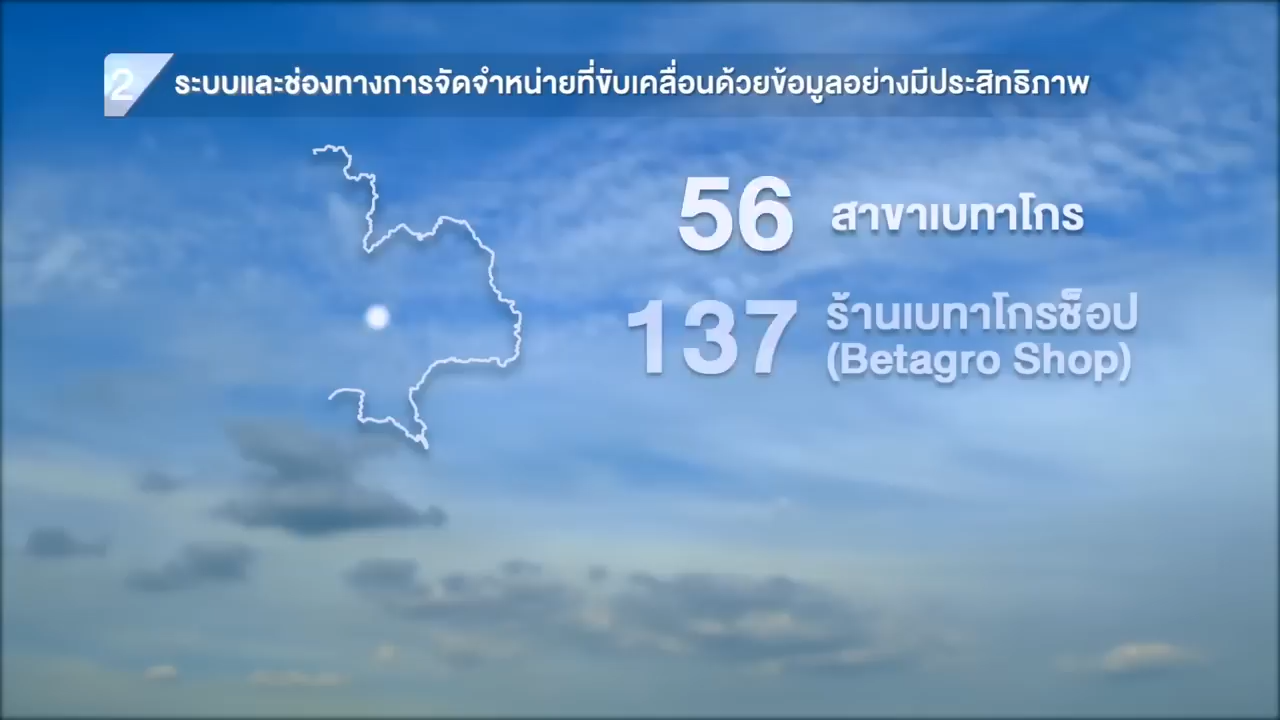 2 ระบบและช่องทางการจัดจำหน่ายที่ขับเคลื่อนด้วยข้อมูลอย่างมีประสิทธิภาพ
56 สาขาเบทาโกร
137 ร้านเบทาโกรช็อป
(Betagro Shop)